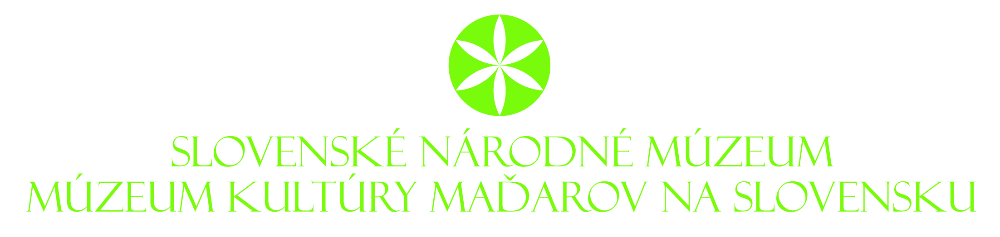 SLOVENSKÉ NÁRODNÉ MÚZEUM
MÚZEUM KULTÚRY MAĎAROV NA SLOVENSKU